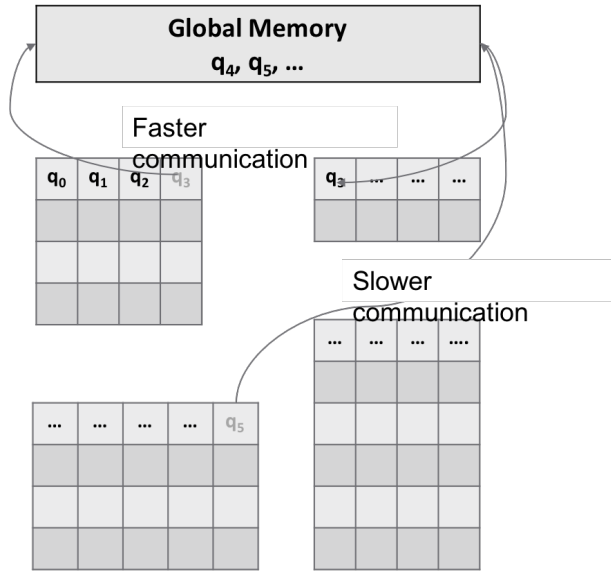 Global Memory
q₄, q₅, ...
Faster
communication
q₀ q₁ q₂ q₃
q₃ ... ... ...
Slower
communication
... ... ... ....
... ... ... ... q₅